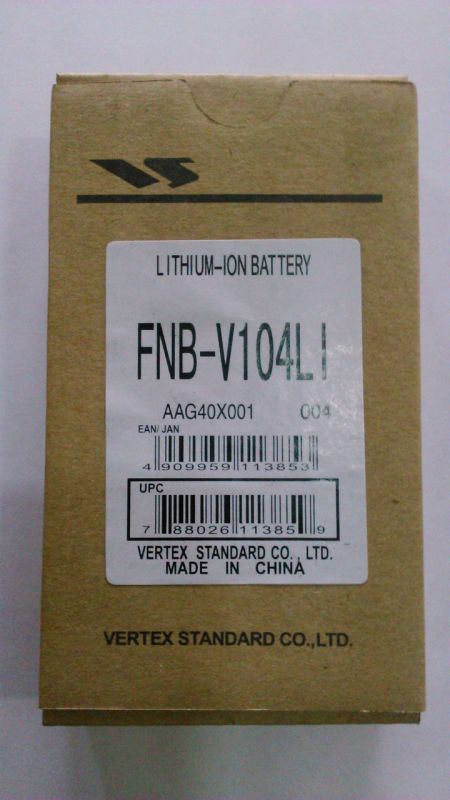 VS
LITHIUM-ION BATTERY
FNB-V104LI
AAG40X001 004
EAN/JAN
4 909959 113853
UPC
7 88026 11385 9
VERTEX STANDARD CO., LTD.
MADE IN CHINA
VERTEX STANDARD CO.,LTD.